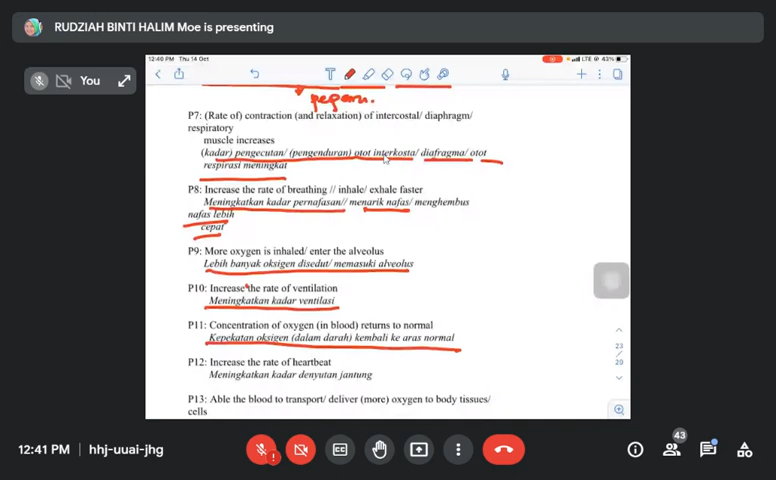 RUDZIAH BINTI HALIM Moe is presenting
12:40 PM Thu 14 Oct
LTE 43%
You
T
P7: (Rate of) contraction (and relaxation) of intercostal/ diaphragm/
respiratory
muscle increases
(kadar) pengecutan/ (pengenduran) otot interkosta/ diafragma/ otot
respirasi meningkat
P8: Increase the rate of breathing // inhale/ exhale faster
Meningkatkan kadar pernafasan// menarik nafas/ menghembus
nafas lebih
cepat
P9: More oxygen is inhaled/ enter the alveolus
Lebih banyak oksigen disedut/ memasuki alveolus
P10: Increase the rate of ventilation
Meningkatkan kadar ventilasi
P11: Concentration of oxygen (in blood) returns to normal
Kepekatan oksigen (dalam darah) kembali ke aras normal
P12: Increase the rate of heartbeat
Meningkatkan kadar denyutan jantung
P13: Able the blood to transport/ deliver (more) oxygen to body tissues/
cells
23
/
29
12:41 PM | hhj-uuai-jhg
CC
43